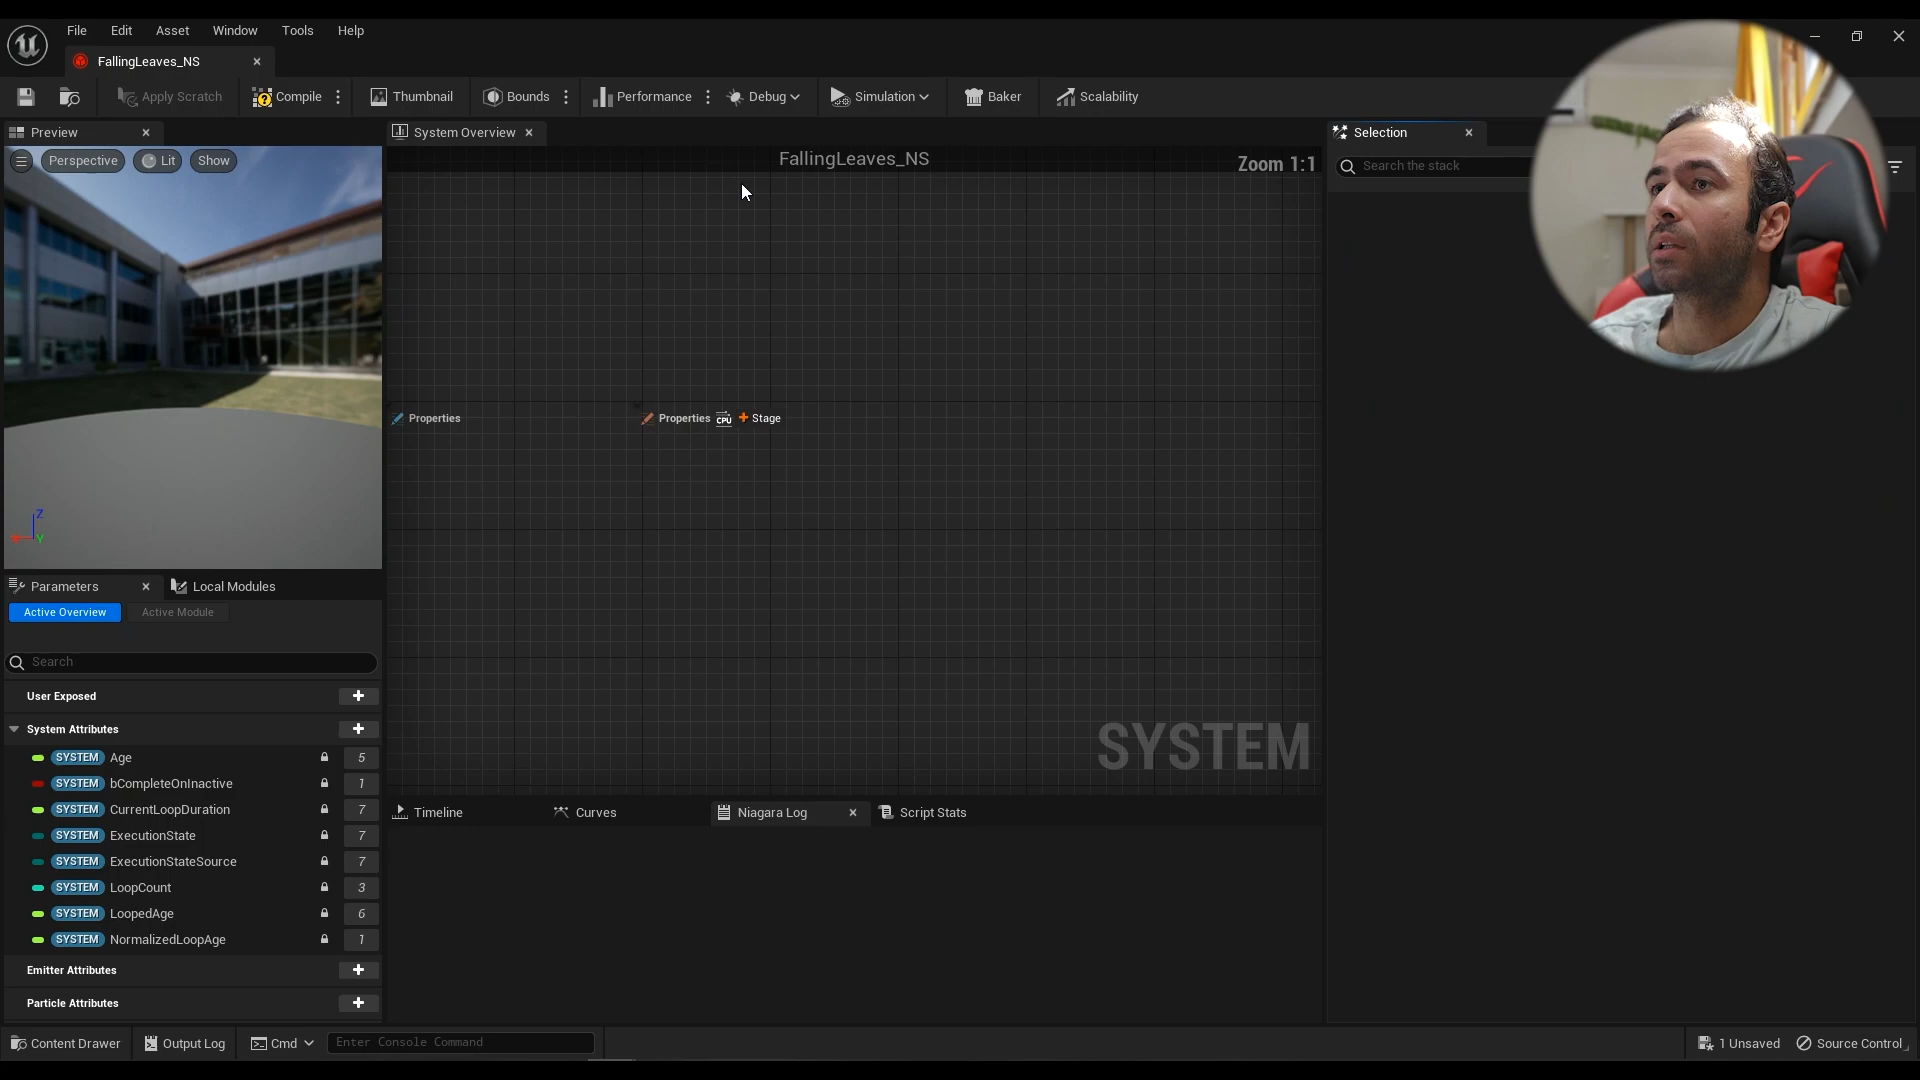 File Edit Asset Window Tools Help
FallingLeaves_NS
Apply Scratch Compile Thumbnail Bounds Performance Debug Simulation Baker Scalability
Preview
Perspective Lit Show
Z
Y
System Overview
FallingLeaves_NS
Zoom 1:1
Properties
Properties CPU + Stage
SYSTEM
Selection
Search the stack
Parameters Local Modules
Active Overview Active Module
Search
User Exposed
System Attributes
SYSTEM Age 5
SYSTEM bCompleteOnInactive 1
SYSTEM CurrentLoopDuration 7
SYSTEM ExecutionState 7
SYSTEM ExecutionStateSource 7
SYSTEM LoopCount 3
SYSTEM LoopedAge 6
SYSTEM NormalizedLoopAge 1
Emitter Attributes
Particle Attributes
Timeline Curves Niagara Log Script Stats
Content Drawer Output Log Cmd Enter Console Command 1 Unsaved Source Control